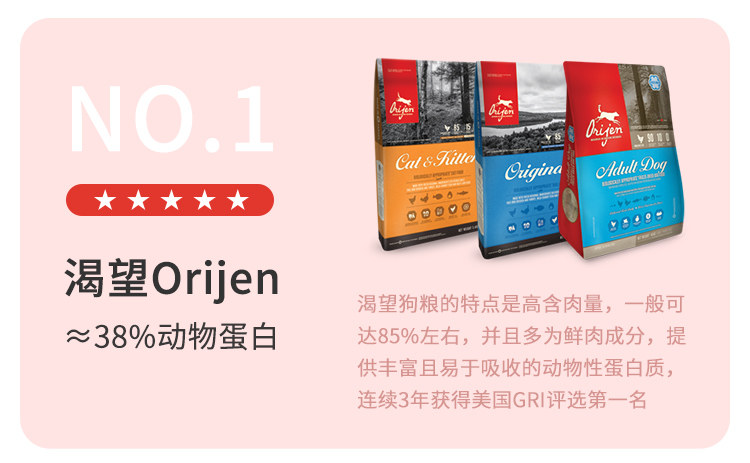 NO.1
渴望Orijen
≈38%动物蛋白
Orijen
Cat & Kitten
Orijen
Original
Orijen
Adult Dog
渴望狗粮的特点是高含肉量，一般可
达85%左右，并且多为鲜肉成分，提
供丰富且易于吸收的动物性蛋白质，
连续3年获得美国GRI评选第一名